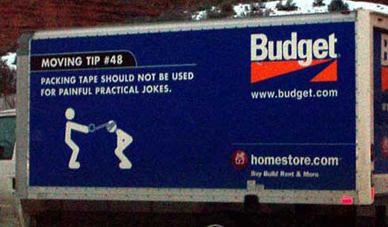 MOVING TIP #48
PACKING TAPE SHOULD NOT BE USED
FOR PAINFUL PRACTICAL JOKES.
Budget
www.budget.com
homestore.com
Buy Build Rent & More